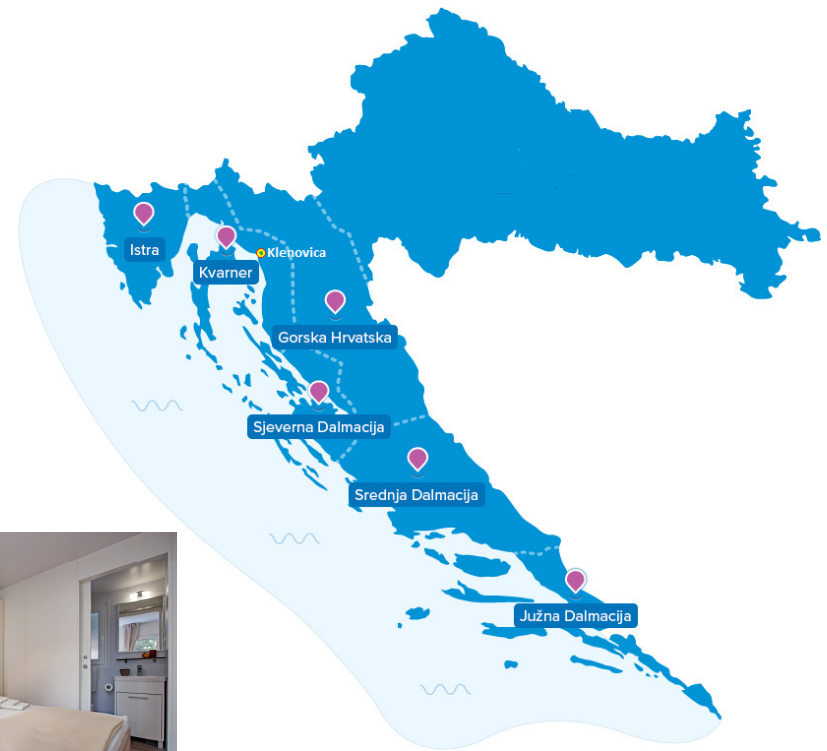 Istra
Kvarner
Klenovica
Gorska Hrvatska
Sjeverna Dalmacija
Srednja Dalmacija
Južna Dalmacija